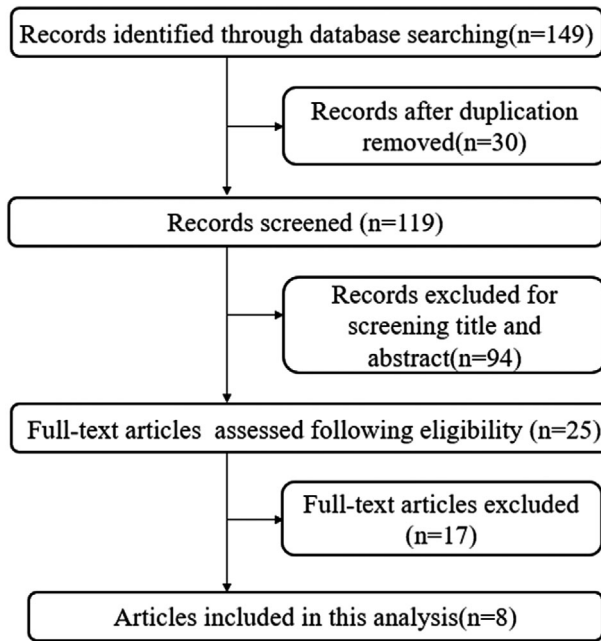 Records identified through database searching(n=149)
Records after duplication
removed(n=30)
Records screened (n=119)
Records excluded for
screening title and
abstract(n=94)
Full-text articles assessed following eligibility (n=25)
Full-text articles excluded
(n=17)
Articles included in this analysis(n=8)